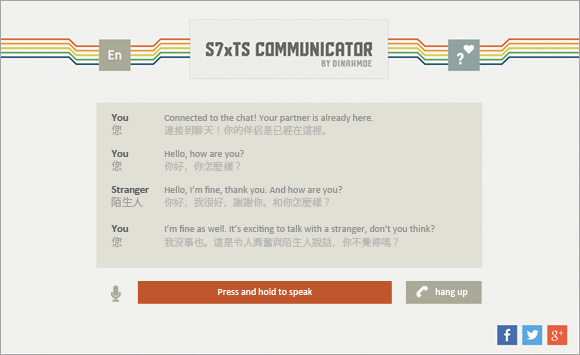 En
S7xTS COMMUNICATOR
BY DINAHMOE
?
You Connected to the chat! Your partner is already here.
您 連接到聊天！你的伴侶是已經在這裡。
You Hello, how are you?
您 你好，你怎麼樣？
Stranger Hello, I'm fine, thank you. And how are you?
陌生人 你好，我很好，謝謝你。和你怎麼樣？
You I'm fine as well. It's exciting to talk with a stranger, don't you think?
您 我沒事也。這是令人興奮與陌生人說話，你不覺得嗎？
Press and hold to speak
hang up
f
g+